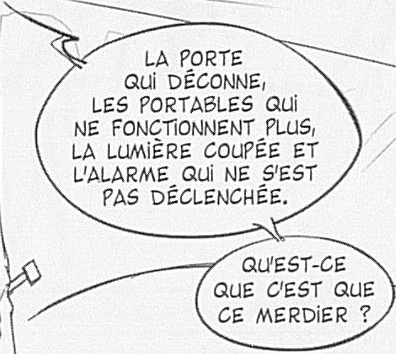 LA PORTE
QUI DÉCONNE,
LES PORTABLES QUI
NE FONCTIONNENT PLUS,
LA LUMIÈRE COUPÉE ET
L'ALARME QUI NE S'EST
PAS DÉCLENCHÉE.
QU'EST-CE
QUE C'EST QUE
CE MERDIER ?